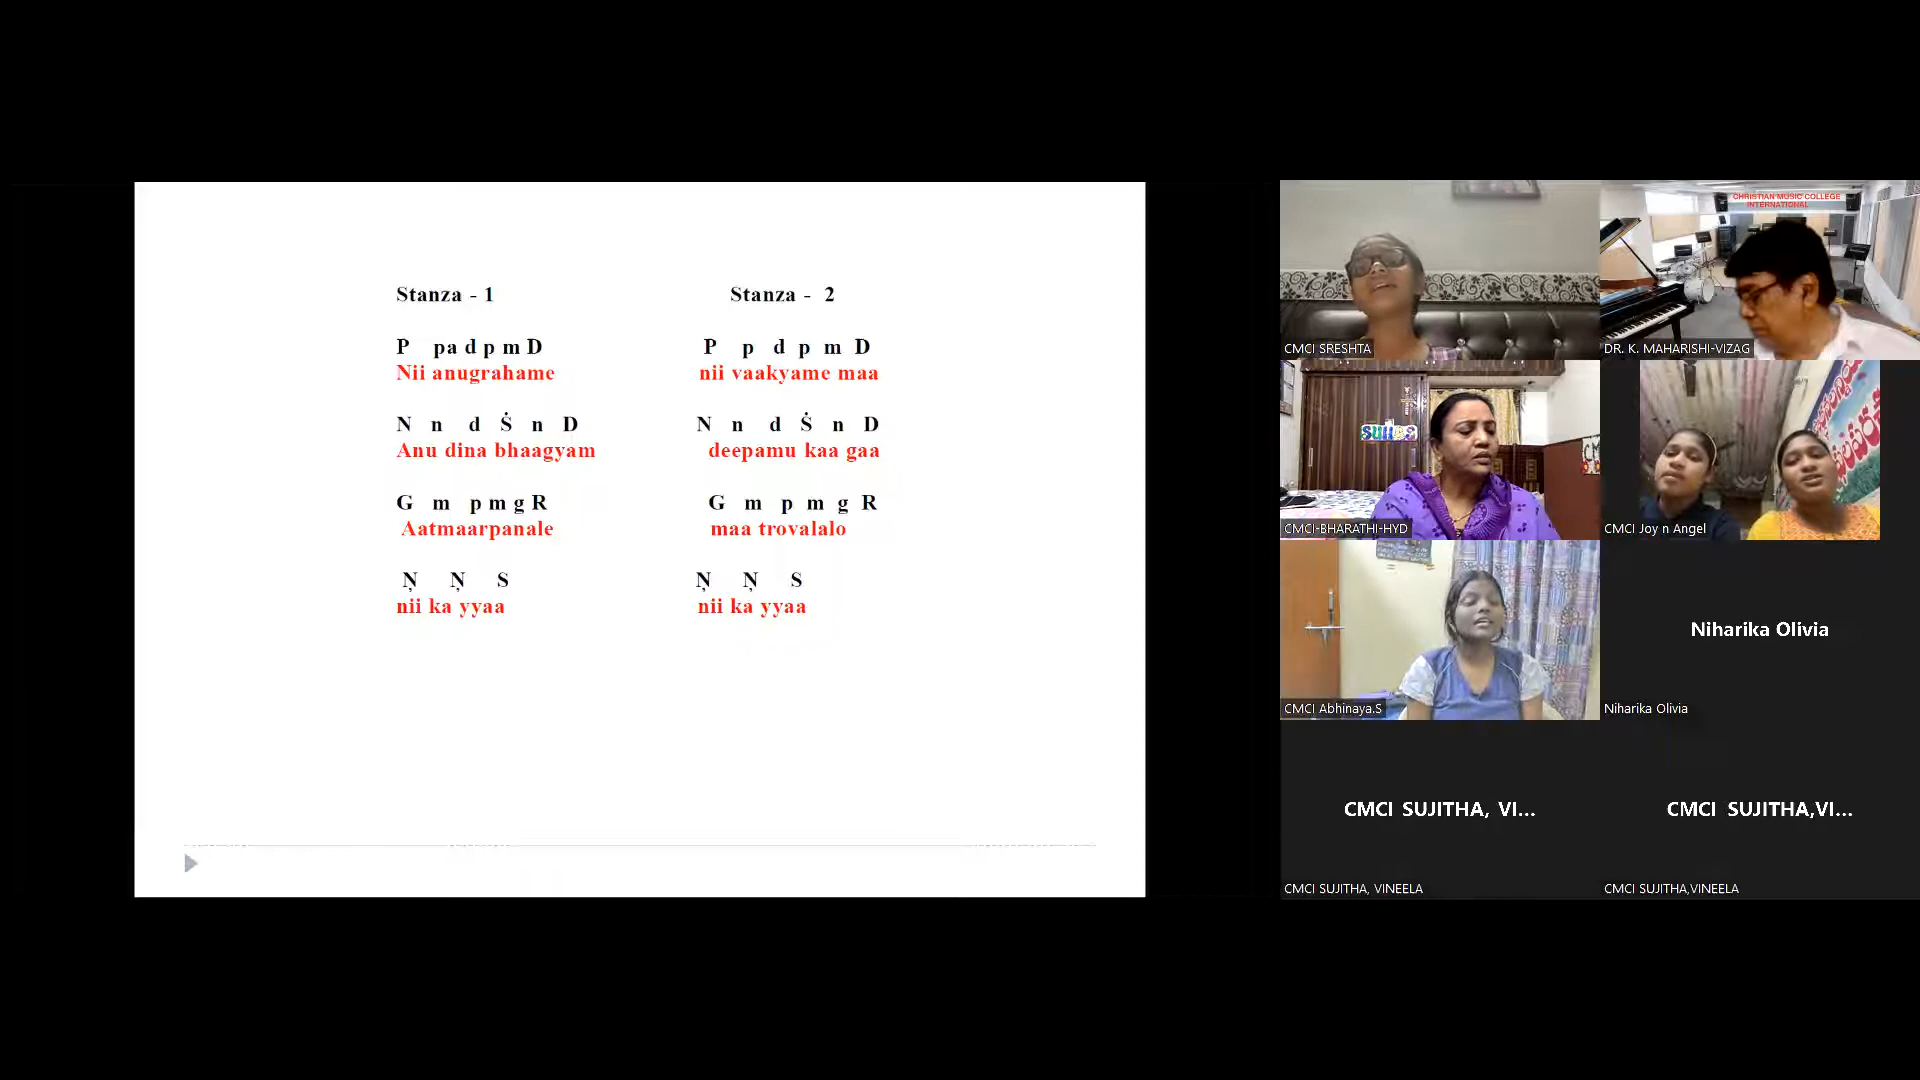 Stanza - 1
P pa d p m D
Nii anugrahame
N n d Ṡ n D
Anu dina bhaagyam
G m p m g R
Aatmaarpanale
Ṇ Ṇ S
nii ka yyaa
Stanza - 2
P p d p m D
nii vaakyame maa
N n d Ṡ n D
deepamu kaa gaa
G m p m g R
maa trovalalo
Ṇ Ṇ S
nii ka yyaa
CMCI SRESHTA
CHRISTIAN MUSIC COLLEGE
INTERNATIONAL
DR. K. MAHARISHI-VIZAG
CMCI-BHARATHI-HYD
CMCI Joy n Angel
CMCI Abhinaya.S
Niharika Olivia
Niharika Olivia
CMCI SUJITHA, VI...
CMCI SUJITHA, VINEELA
CMCI SUJITHA,VI...
CMCI SUJITHA,VINEELA